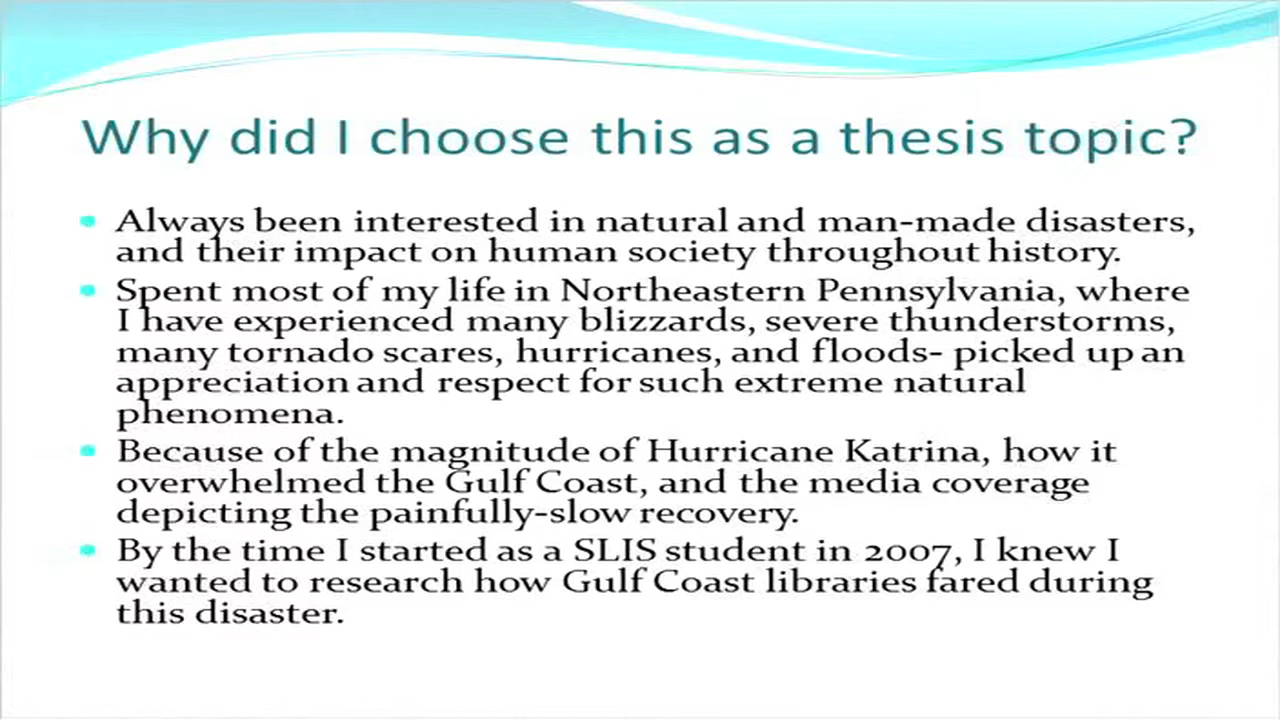 Why did I choose this as a thesis topic?
Always been interested in natural and man-made disasters,
and their impact on human society throughout history.
Spent most of my life in Northeastern Pennsylvania, where
I have experienced many blizzards, severe thunderstorms,
many tornado scares, hurricanes, and floods- picked up an
appreciation and respect for such extreme natural
phenomena.
Because of the magnitude of Hurricane Katrina, how it
overwhelmed the Gulf Coast, and the media coverage
depicting the painfully-slow recovery.
By the time I started as a SLIS student in 2007, I knew I
wanted to research how Gulf Coast libraries fared during
this disaster.